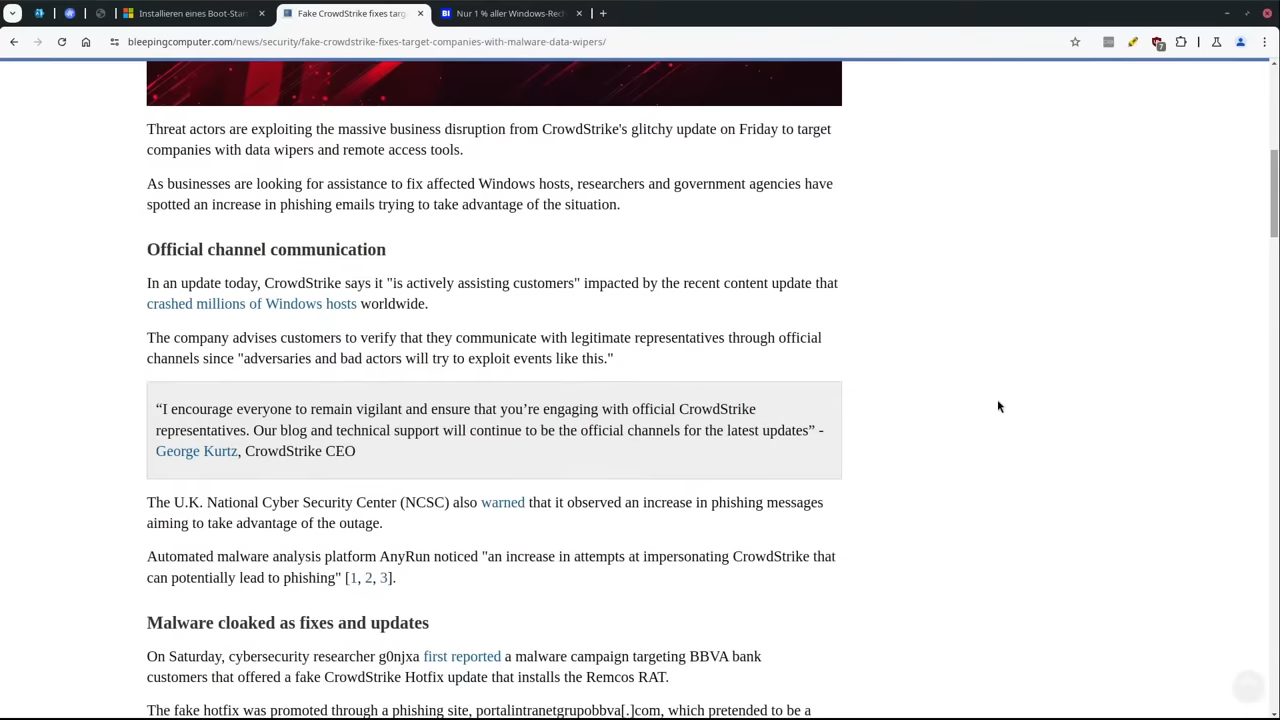 Installieren eines Boot-Star
Fake CrowdStrike fixes targ
BI Nur 1 % aller Windows-Rech
bleepingcomputer.com/news/security/fake-crowdstrike-fixes-target-companies-with-malware-data-wipers/
7
Threat actors are exploiting the massive business disruption from CrowdStrike's glitchy update on Friday to target
companies with data wipers and remote access tools.
As businesses are looking for assistance to fix affected Windows hosts, researchers and government agencies have
spotted an increase in phishing emails trying to take advantage of the situation.
Official channel communication
In an update today, CrowdStrike says it "is actively assisting customers" impacted by the recent content update that
crashed millions of Windows hosts worldwide.
The company advises customers to verify that they communicate with legitimate representatives through official
channels since "adversaries and bad actors will try to exploit events like this."
“I encourage everyone to remain vigilant and ensure that you’re engaging with official CrowdStrike
representatives. Our blog and technical support will continue to be the official channels for the latest updates” -
George Kurtz, CrowdStrike CEO
The U.K. National Cyber Security Center (NCSC) also warned that it observed an increase in phishing messages
aiming to take advantage of the outage.
Automated malware analysis platform AnyRun noticed "an increase in attempts at impersonating CrowdStrike that
can potentially lead to phishing" [1, 2, 3].
Malware cloaked as fixes and updates
On Saturday, cybersecurity researcher g0njxa first reported a malware campaign targeting BBVA bank
customers that offered a fake CrowdStrike Hotfix update that installs the Remcos RAT.
The fake hotfix was promoted through a phishing site, portalintranetgrupobbva[.]com, which pretended to be a